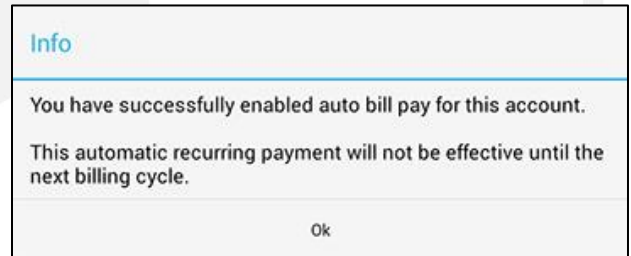 Info
You have successfully enabled auto bill pay for this account.
This automatic recurring payment will not be effective until the
next billing cycle.
Ok